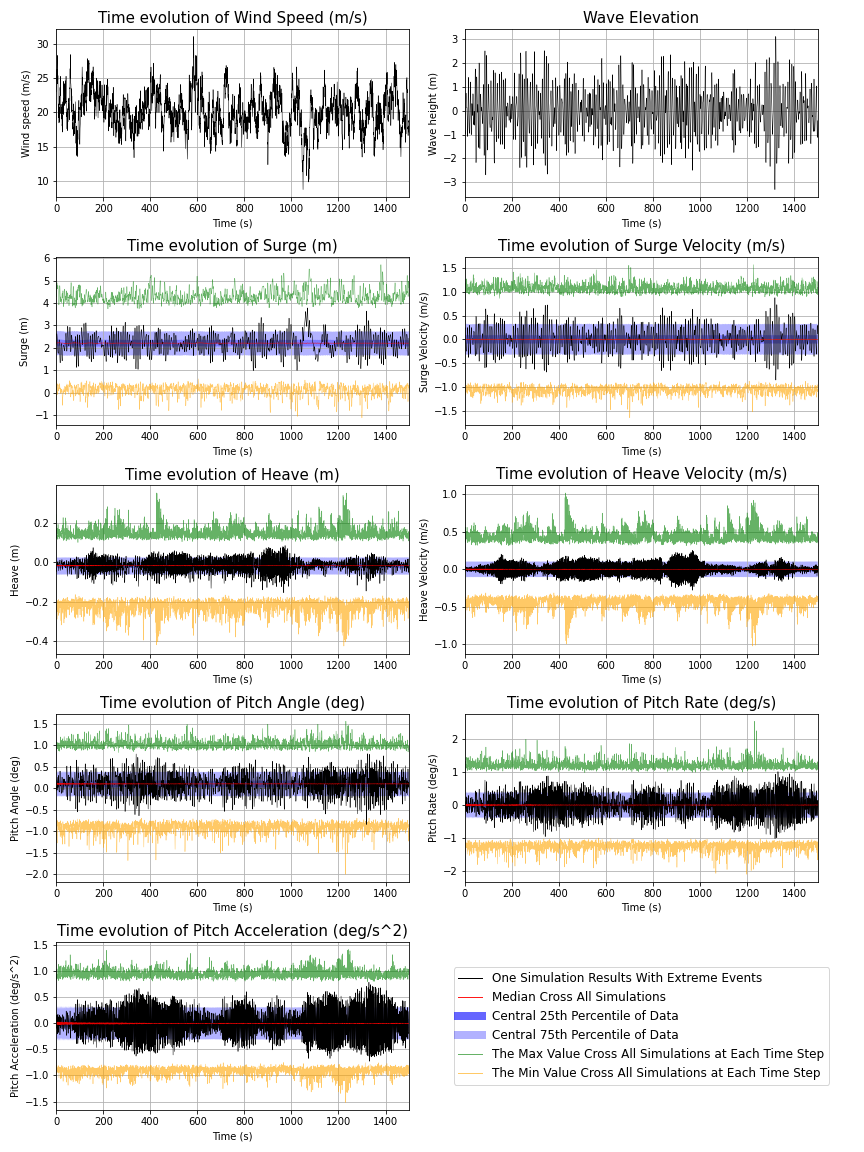 Time evolution of Wind Speed (m/s)
Wind speed (m/s)
30
25
20
15
10
0 200 400 600 800 1000 1200 1400
Time (s)
Wave Elevation
Wave height (m)
3
2
1
0
−1
−2
−3
0 200 400 600 800 1000 1200 1400
Time (s)
Time evolution of Surge (m)
Surge (m)
6
5
4
3
2
1
0
−1
0 200 400 600 800 1000 1200 1400
Time (s)
Time evolution of Surge Velocity (m/s)
Surge Velocity (m/s)
1.5
1.0
0.5
0.0
−0.5
−1.0
−1.5
0 200 400 600 800 1000 1200 1400
Time (s)
Time evolution of Heave (m)
Heave (m)
0.2
0.0
−0.2
−0.4
0 200 400 600 800 1000 1200 1400
Time (s)
Time evolution of Heave Velocity (m/s)
Heave Velocity (m/s)
1.0
0.5
0.0
−0.5
−1.0
0 200 400 600 800 1000 1200 1400
Time (s)
Time evolution of Pitch Angle (deg)
Pitch Angle (deg)
1.5
1.0
0.5
0.0
−0.5
−1.0
−1.5
−2.0
0 200 400 600 800 1000 1200 1400
Time (s)
Time evolution of Pitch Rate (deg/s)
Pitch Rate (deg/s)
2
1
0
−1
−2
0 200 400 600 800 1000 1200 1400
Time (s)
Time evolution of Pitch Acceleration (deg/s^2)
Pitch Acceleration (deg/s^2)
1.5
1.0
0.5
0.0
−0.5
−1.0
−1.5
0 200 400 600 800 1000 1200 1400
Time (s)
One Simulation Results With Extreme Events
Median Cross All Simulations
Central 25th Percentile of Data
Central 75th Percentile of Data
The Max Value Cross All Simulations at Each Time Step
The Min Value Cross All Simulations at Each Time Step